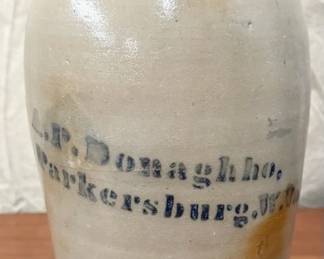 A.P. Donaghho,
Parkersburg, W.Va.